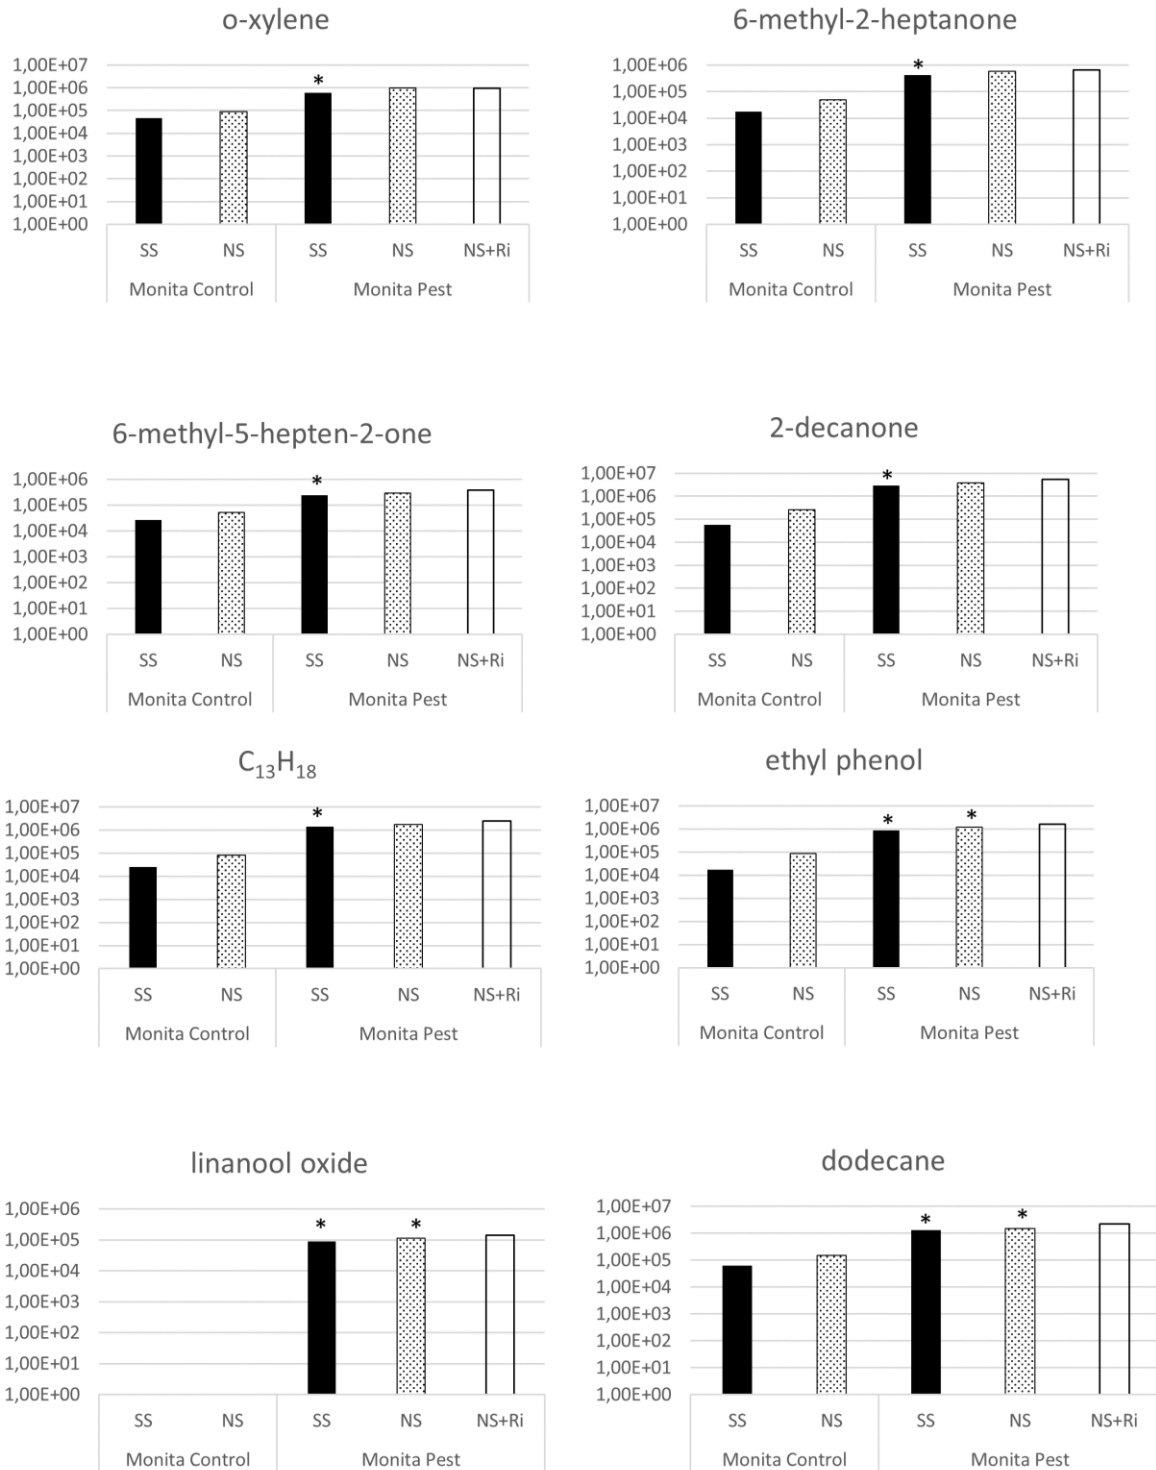 o-xylene
1,00E+07
1,00E+06
1,00E+05
1,00E+04
1,00E+03
1,00E+02
1,00E+01
1,00E+00
*
SS NS SS NS NS+Ri
Monita Control Monita Pest
6-methyl-2-heptanone
1,00E+06
1,00E+05
1,00E+04
1,00E+03
1,00E+02
1,00E+01
1,00E+00
*
SS NS SS NS NS+Ri
Monita Control Monita Pest
6-methyl-5-hepten-2-one
1,00E+06
1,00E+05
1,00E+04
1,00E+03
1,00E+02
1,00E+01
1,00E+00
*
SS NS SS NS NS+Ri
Monita Control Monita Pest
2-decanone
1,00E+07
1,00E+06
1,00E+05
1,00E+04
1,00E+03
1,00E+02
1,00E+01
1,00E+00
*
SS NS SS NS NS+Ri
Monita Control Monita Pest
C₁₃H₁₈
1,00E+07
1,00E+06
1,00E+05
1,00E+04
1,00E+03
1,00E+02
1,00E+01
1,00E+00
*
SS NS SS NS NS+Ri
Monita Control Monita Pest
ethyl phenol
1,00E+07
1,00E+06
1,00E+05
1,00E+04
1,00E+03
1,00E+02
1,00E+01
1,00E+00
* *
SS NS SS NS NS+Ri
Monita Control Monita Pest
linanool oxide
1,00E+06
1,00E+05
1,00E+04
1,00E+03
1,00E+02
1,00E+01
1,00E+00
* *
SS NS SS NS NS+Ri
Monita Control Monita Pest
dodecane
1,00E+07
1,00E+06
1,00E+05
1,00E+04
1,00E+03
1,00E+02
1,00E+01
1,00E+00
* *
SS NS SS NS NS+Ri
Monita Control Monita Pest